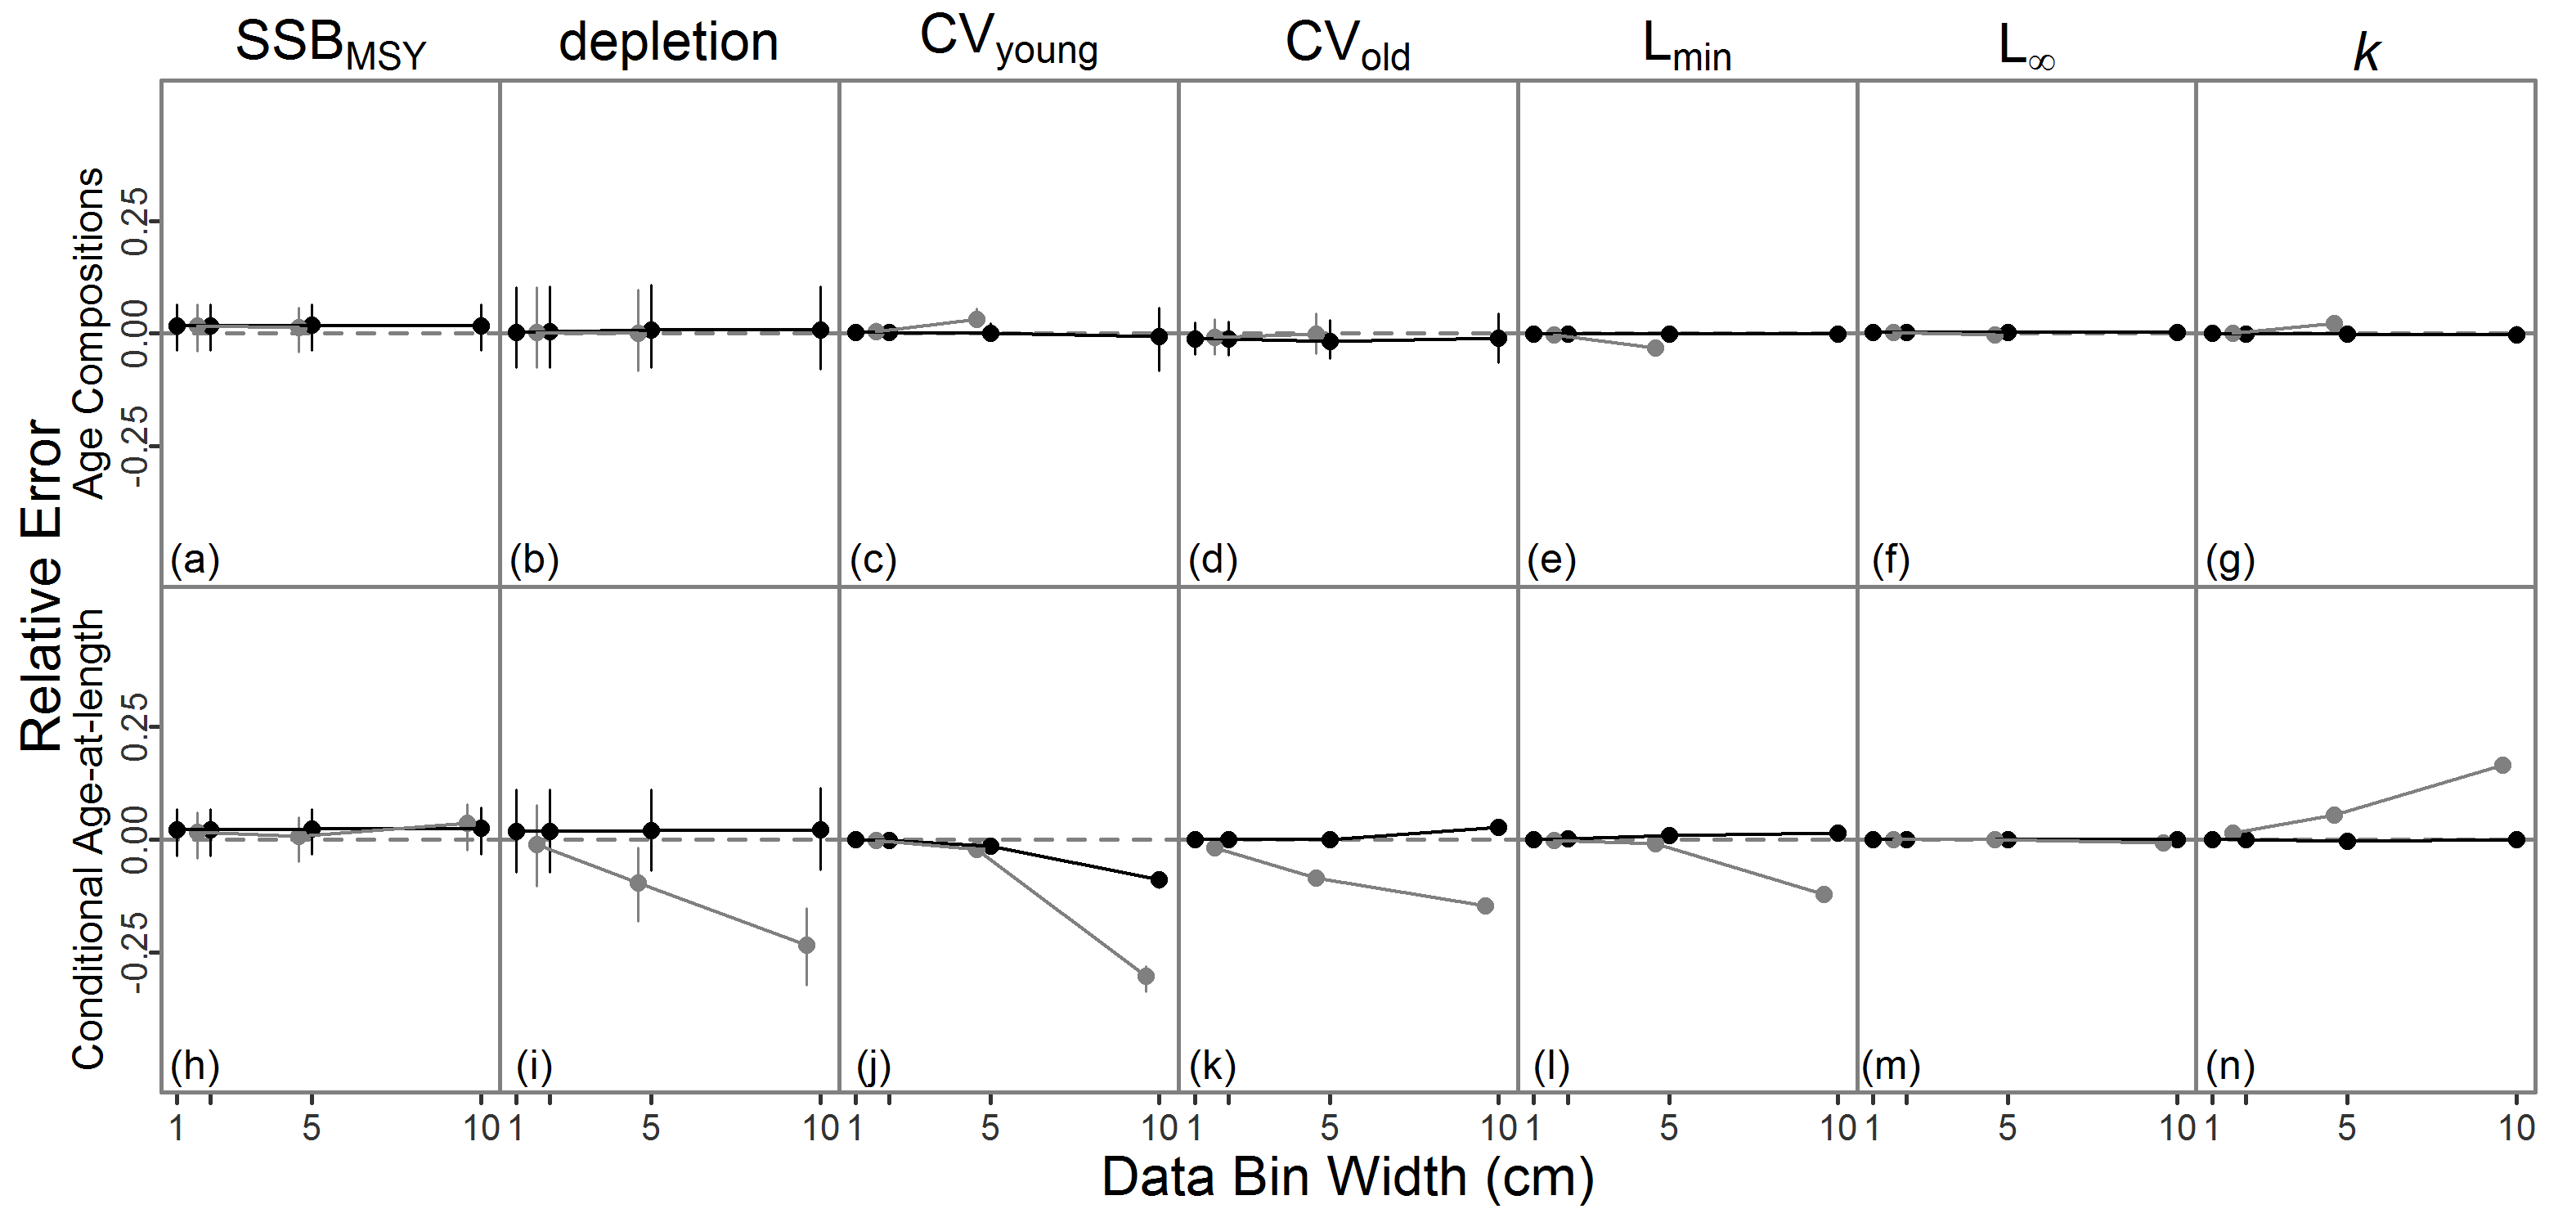 SSB_MSY depletion CV_young CV_old L_min L_∞ k
Relative Error
Age Compositions
0.25
0.00
-0.25
(a) (b) (c) (d) (e) (f) (g)
Conditional Age-at-length
0.25
0.00
-0.25
(h) (i) (j) (k) (l) (m) (n)
1 5 10 1 5 10 1 5 10 1 5 10 1 5 10 1 5 10 1 5 10
Data Bin Width (cm)